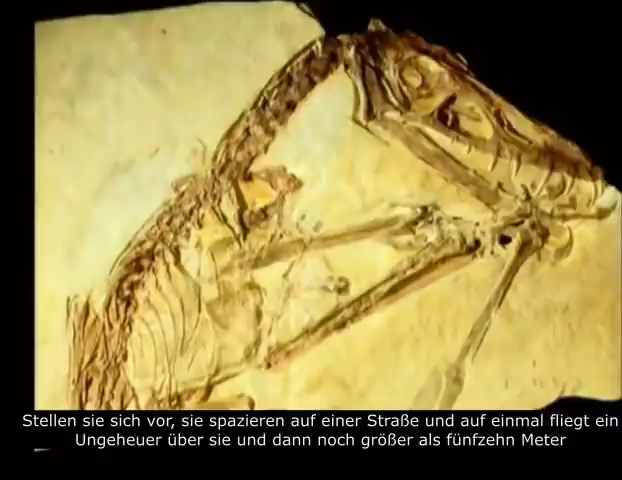 Stellen sie sich vor, sie spazieren auf einer Straße und auf einmal fliegt ein
Ungeheuer über sie und dann noch größer als fünfzehn Meter